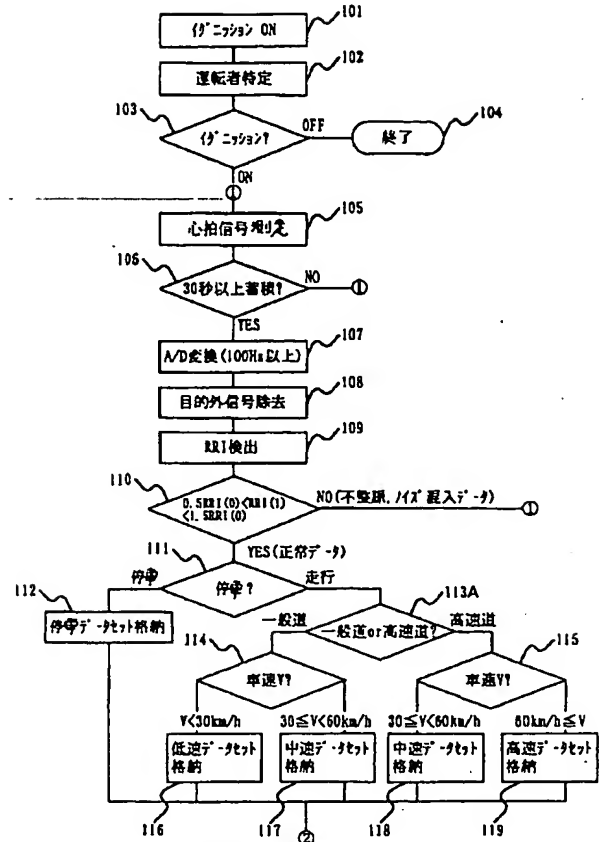 101
イグニッション ON
102
運転者特定
103
イグニッション?
OFF
104
終了
ON
①
105
心拍信号測定
106
30秒以上蓄積?
NO
①
YES
107
A/D変換(100Hz以上)
108
目的外信号除去
109
RRI検出
110
0.5RRI(0)<RRI(1)
<1.5RRI(0)
NO(不整脈,ノイズ混入データ)
①
YES(正常データ)
111
停車
停車?
走行
112
停車データセット格納
113A
一般道
一般道or高速道?
高速道
114
車速V?
115
車速V?
V<30km/h
30≦V<60km/h
30≦V<60km/h
60km/h≦V
低速データセット
格納
中速データセット
格納
中速データセット
格納
高速データセット
格納
116
117
118
119
②